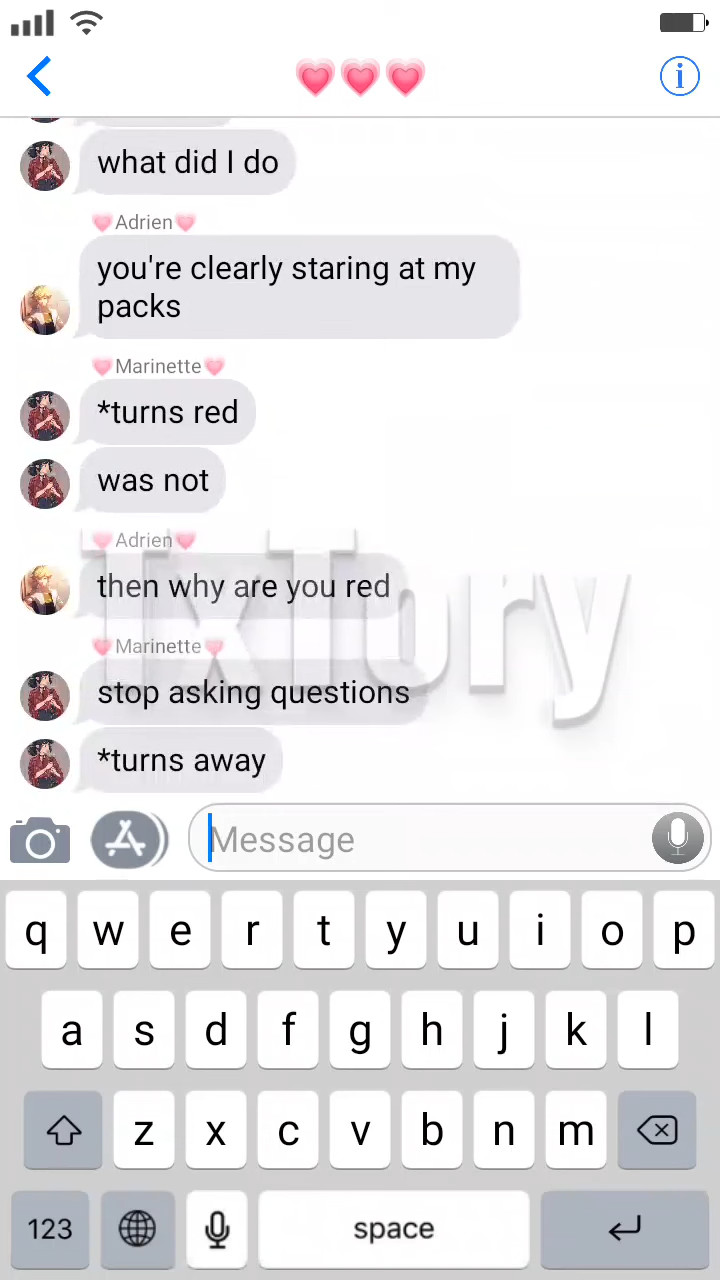 what did I do
💗Adrien💗
you're clearly staring at my
packs
💗Marinette💗
*turns red
was not
💗Adrien💗
then why are you red
💗Marinette💗
stop asking questions
*turns away
TxTory
Message
q w e r t y u i o p
a s d f g h j k l
z x c v b n m
123 space